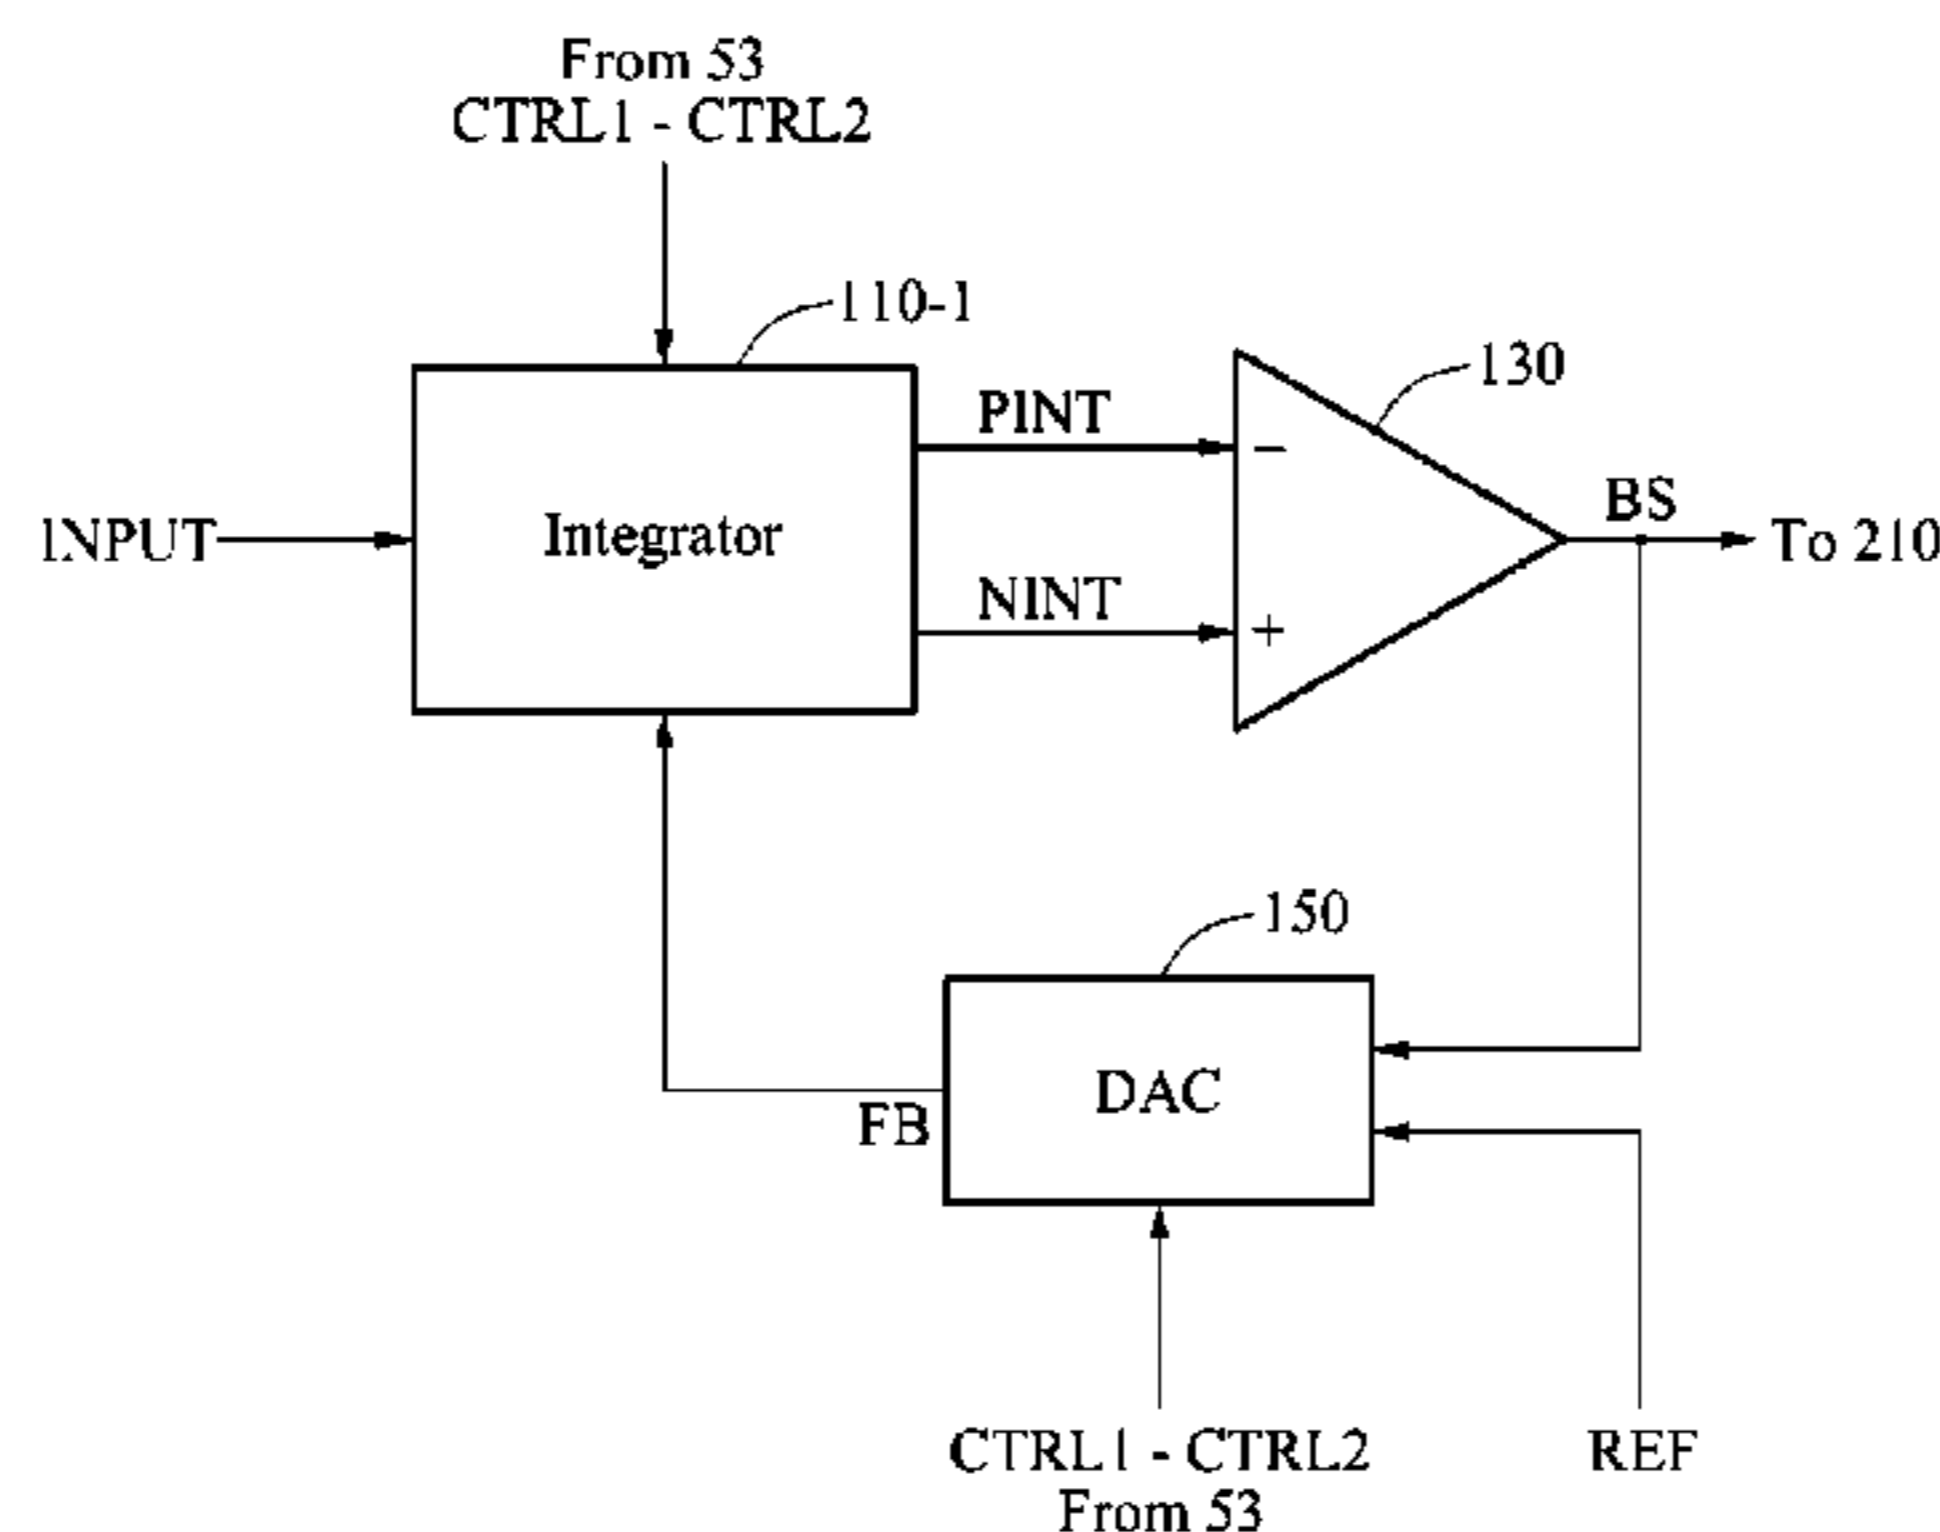 From 53
CTRL1 - CTRL2
110-1
130
PINT
BS
INPUT
Integrator
To 210
NINT
-
+
150
DAC
FB
CTRL1 - CTRL2
From 53
REF